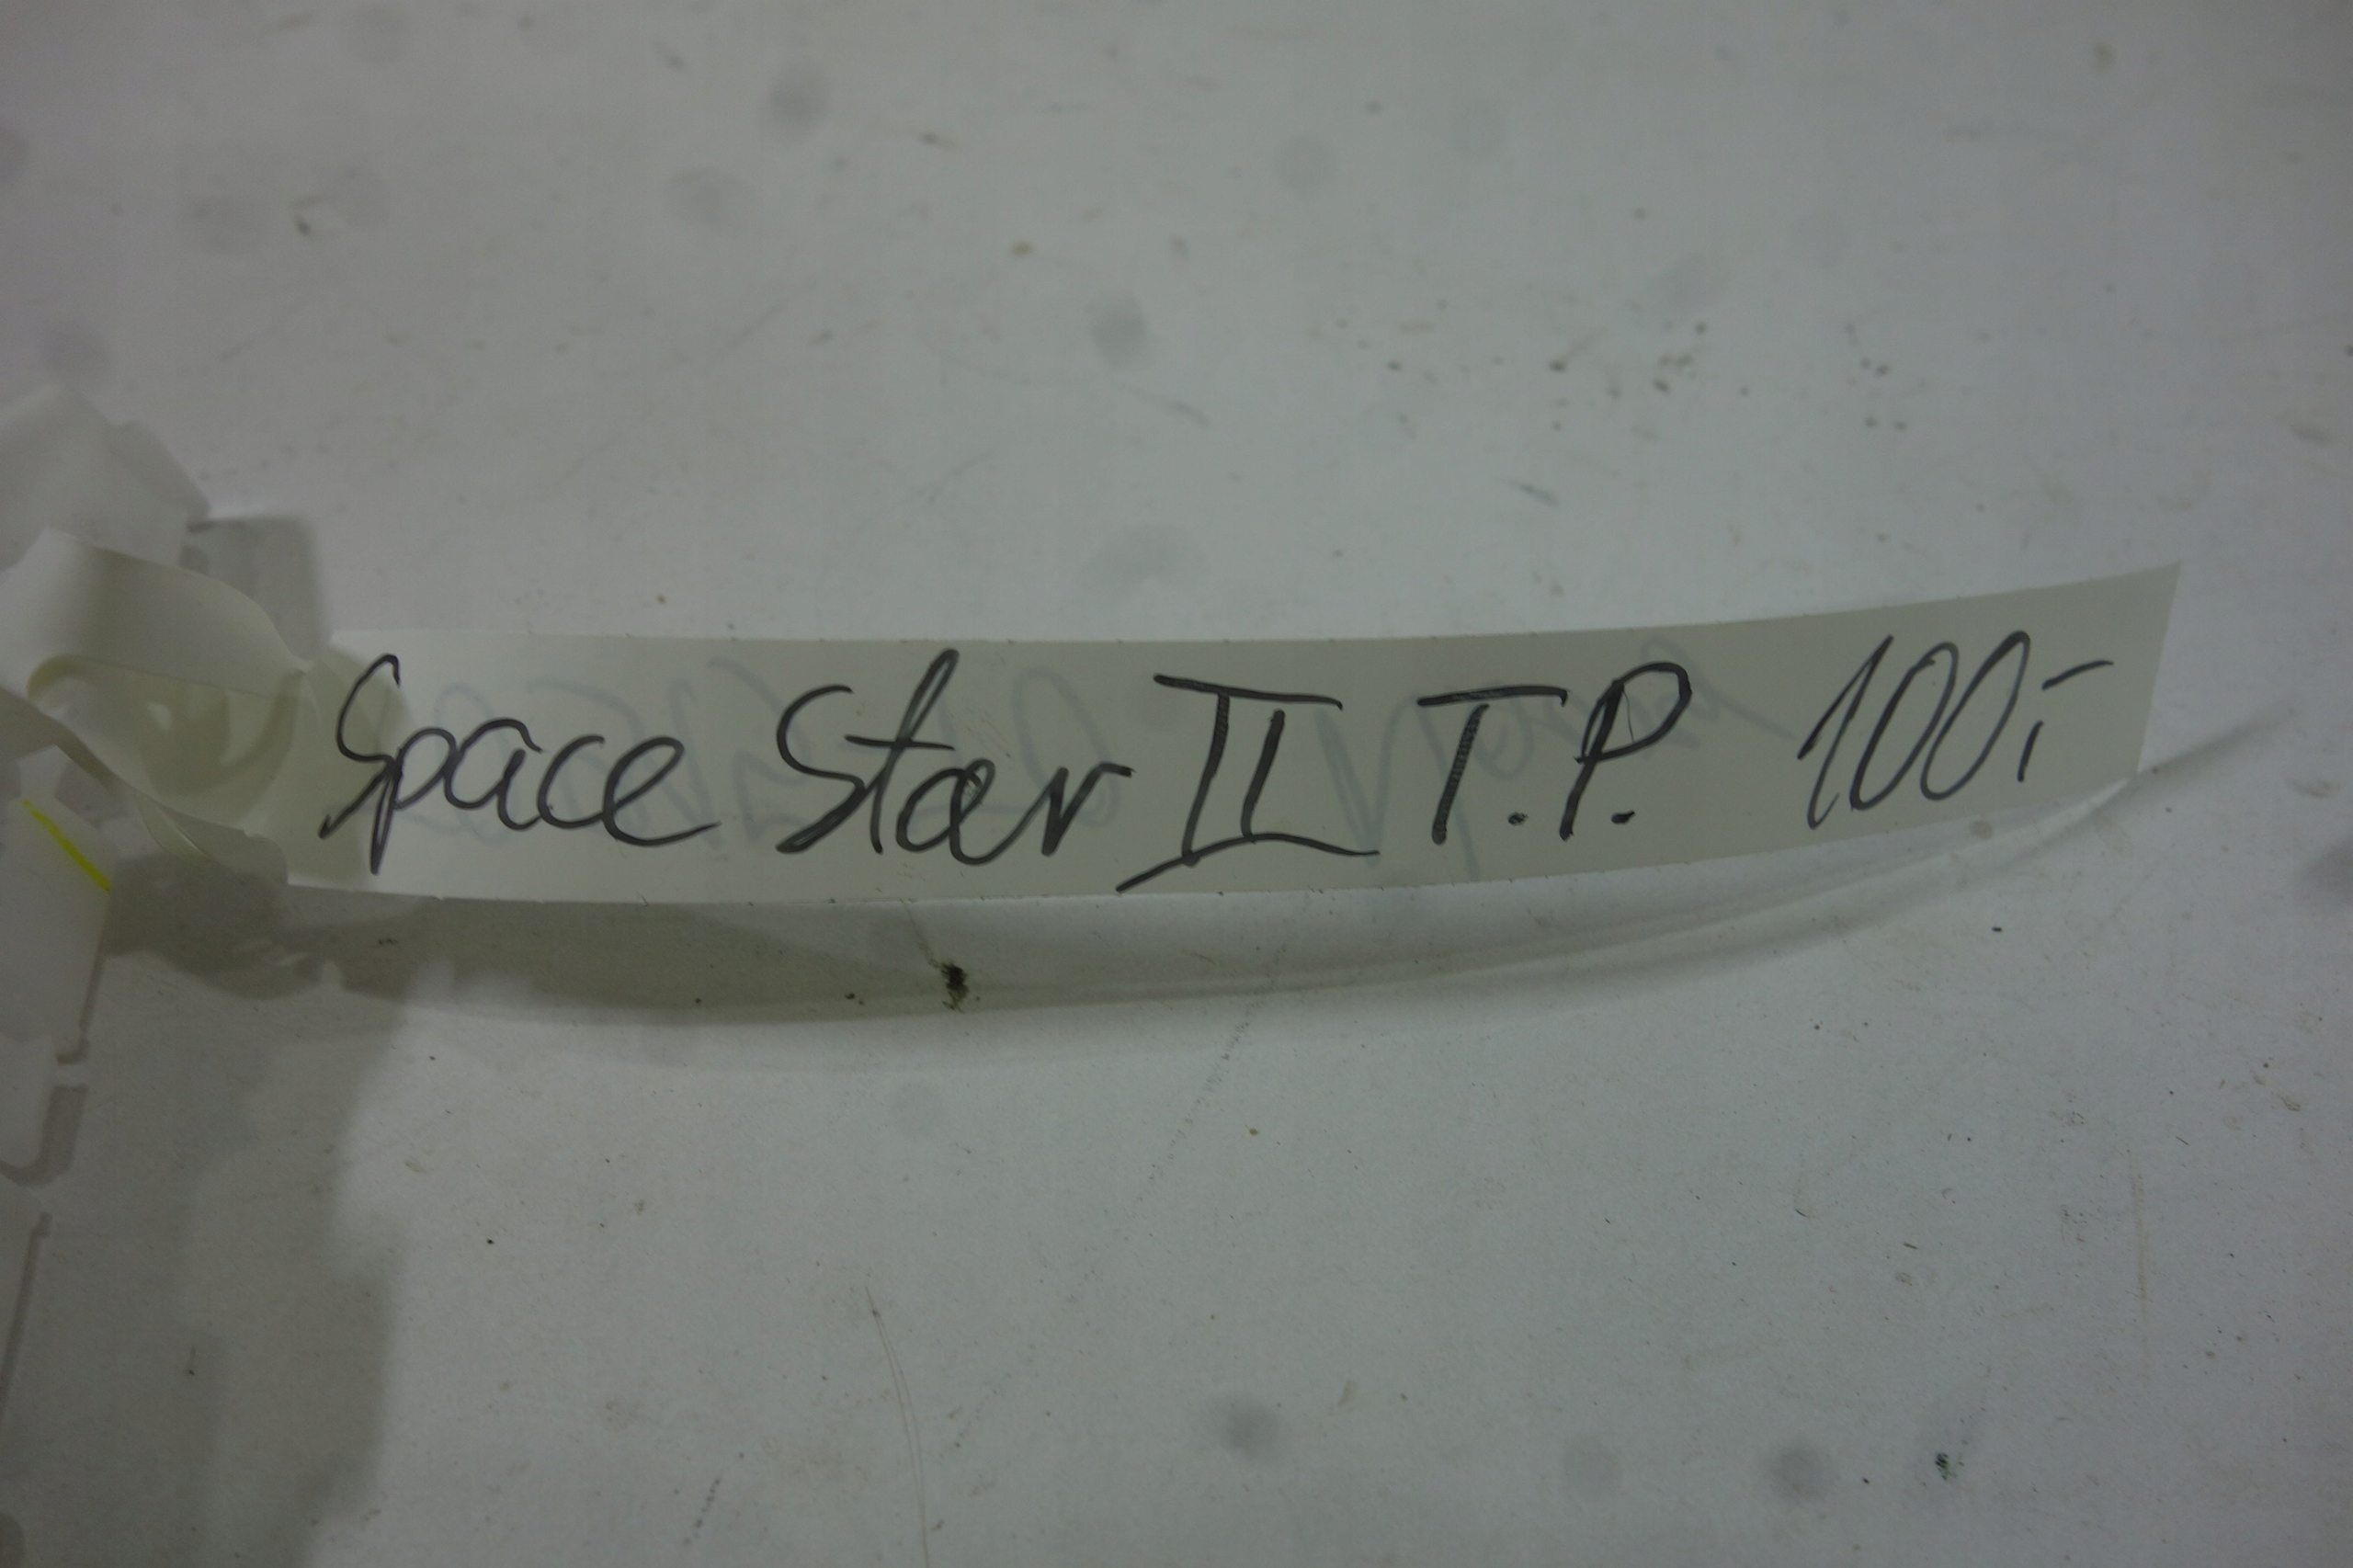 Space Star II T.P. 100,-